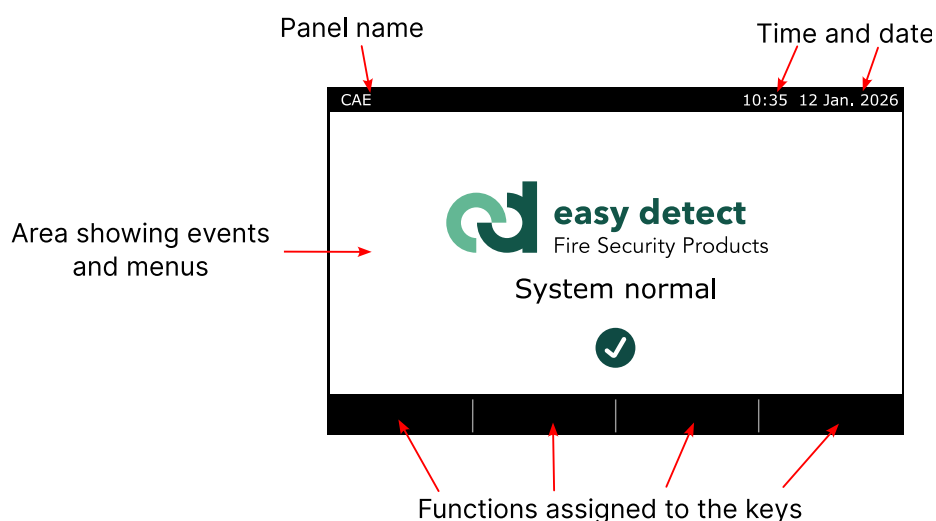 Panel name
Time and date
CAE
10:35 12 Jan. 2026
easy detect
Fire Security Products
Area showing events
and menus
System normal
Functions assigned to the keys